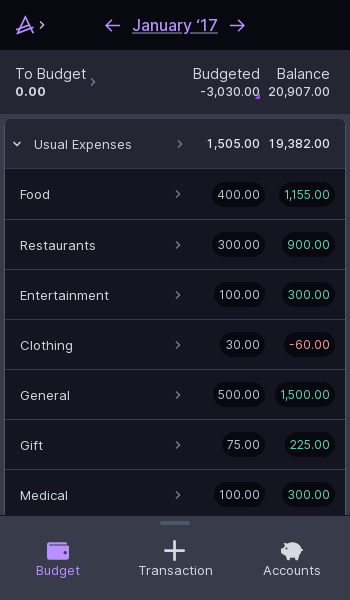 January ‘17
To Budget Budgeted Balance
0.00 -3,030.00 20,907.00
Usual Expenses 1,505.00 19,382.00
Food 400.00 1,155.00
Restaurants 300.00 900.00
Entertainment 100.00 300.00
Clothing 30.00 -60.00
General 500.00 1,500.00
Gift 75.00 225.00
Medical 100.00 300.00
Budget Transaction Accounts